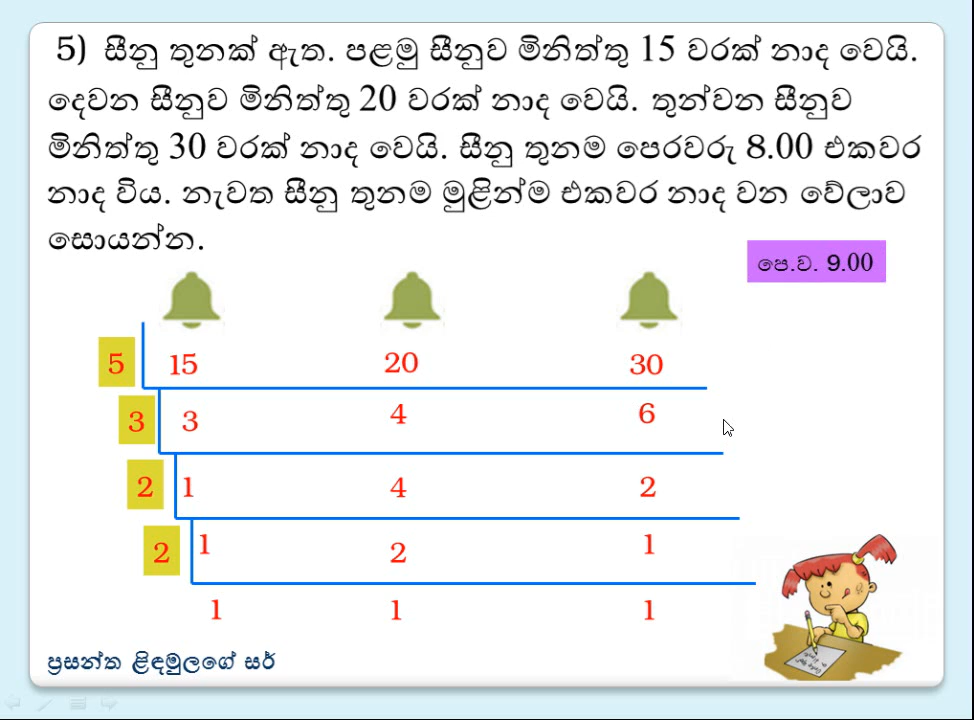 5) සීනු තුනක් ඇත. පළමු සීනුව මිනිත්තු 15 වරක් නාද වෙයි.
දෙවන සීනුව මිනිත්තු 20 වරක් නාද වෙයි. තුන්වන සීනුව
මිනිත්තු 30 වරක් නාද වෙයි. සීනු තුනම පෙරවරු 8.00 එකවර
නාද විය. නැවත සීනු තුනම මුළින්ම එකවර නාද වන වේලාව
සොයන්න.
පෙ.ව. 9.00
5 15 20 30
3 3 4 6
2 1 4 2
2 1 2 1
1 1 1
ප්‍රසන්ත ළිඳමුලගේ සර්